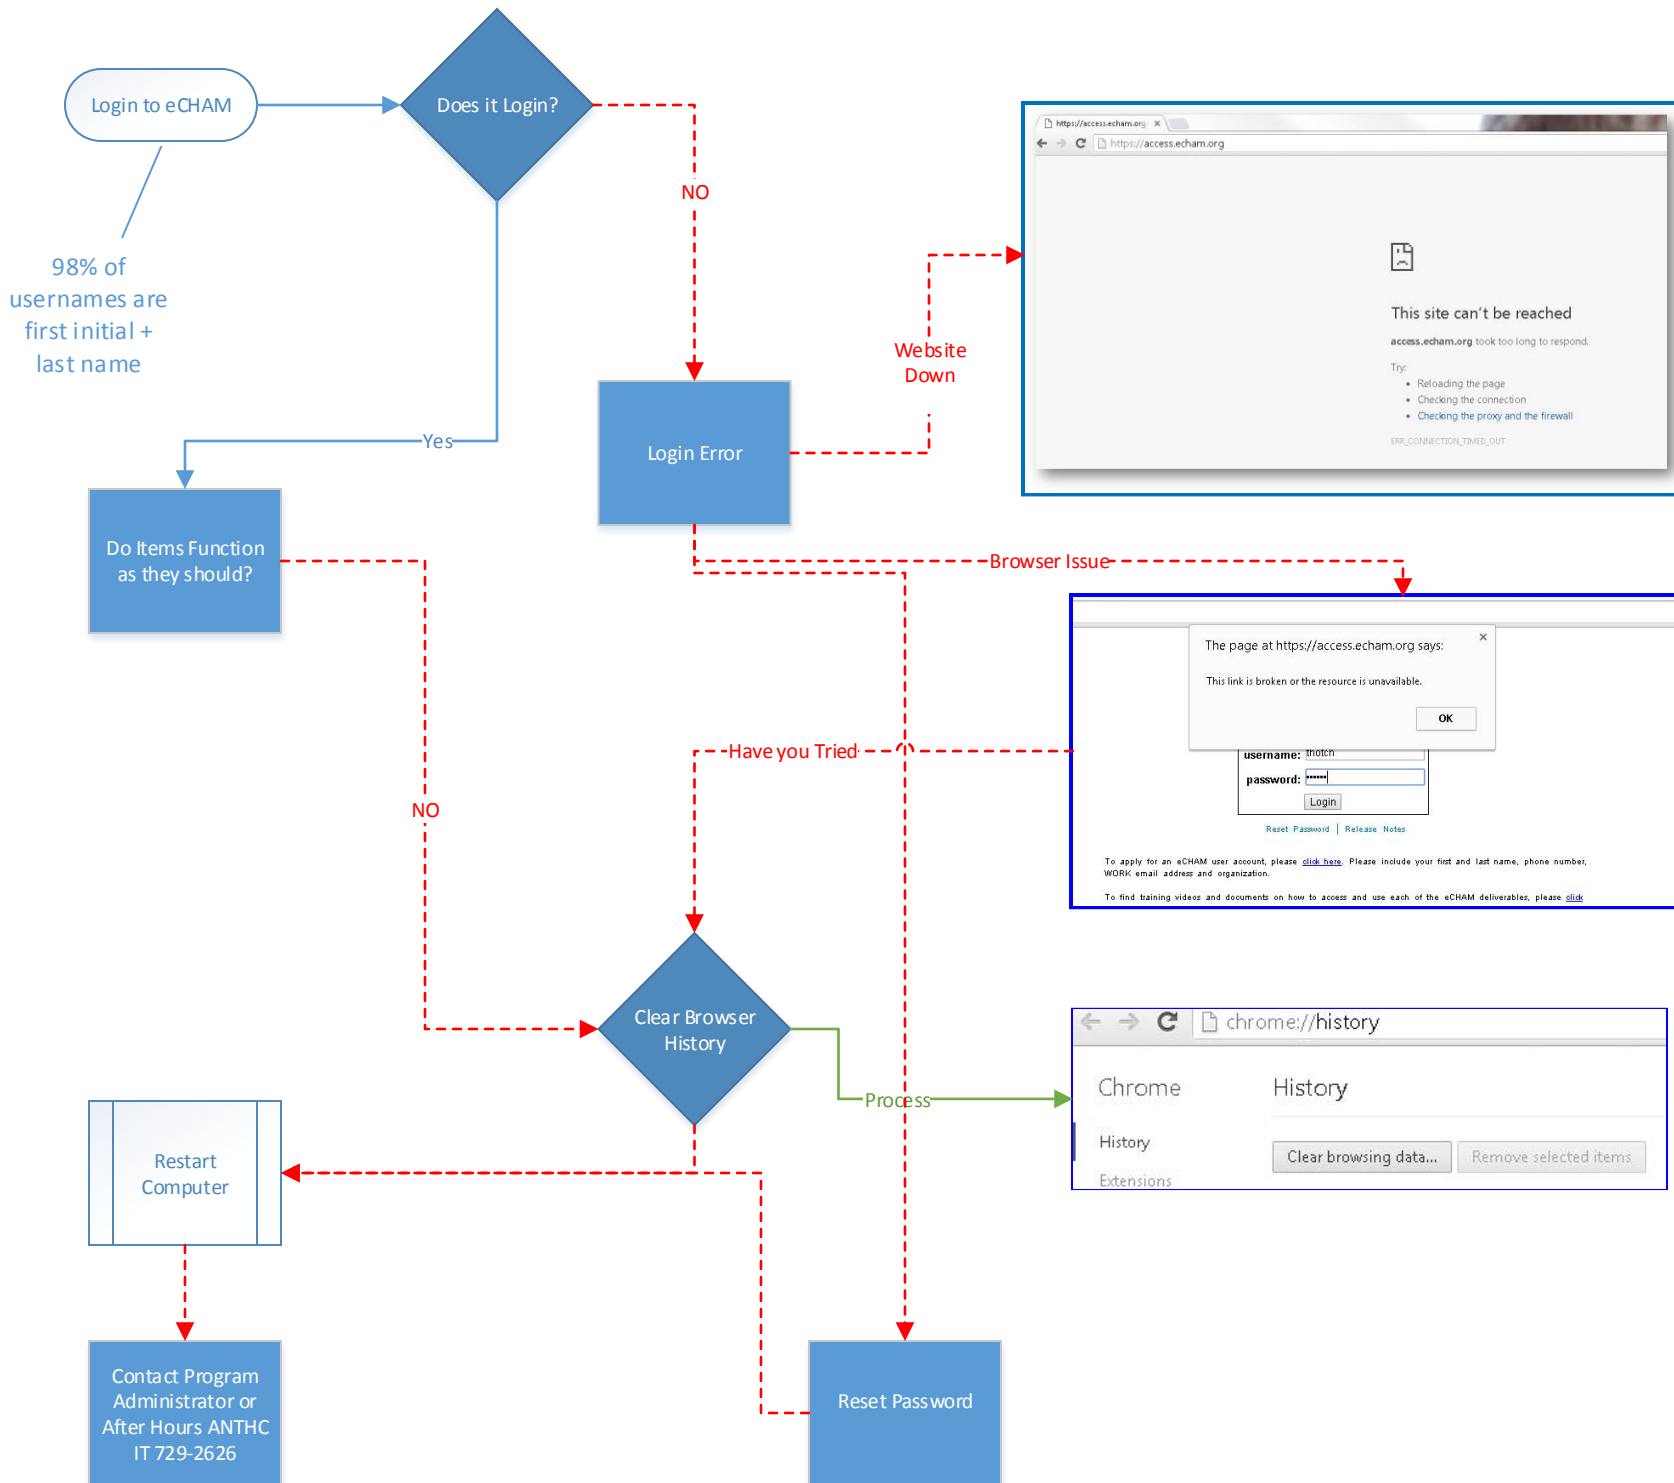 Login to eCHAM
Does it Login?
98% of
usernames are
first initial +
last name
NO
Yes
Login Error
Website
Down
https://access.echam.org
https://access.echam.org
This site can't be reached
access.echam.org took too long to respond.
Try:
Reloading the page
Checking the connection
Checking the proxy and the firewall
ERR_CONNECTION_TIMED_OUT
Do Items Function
as they should?
Browser Issue
The page at https://access.echam.org says:
This link is broken or the resource is unavailable.
OK
username: thotch
password: ••••••
Login
Reset Password | Release Notes
To apply for an eCHAM user account, please click here. Please include your first and last name, phone number,
WORK email address and organization.
To find training videos and documents on how to access and use each of the eCHAM deliverables, please click
Have you Tried
NO
Clear Browser
History
Process
chrome://history
Chrome
History
History
Clear browsing data...
Remove selected items
Extensions
Restart
Computer
Contact Program
Administrator or
After Hours ANTHC
IT 729-2626
Reset Password